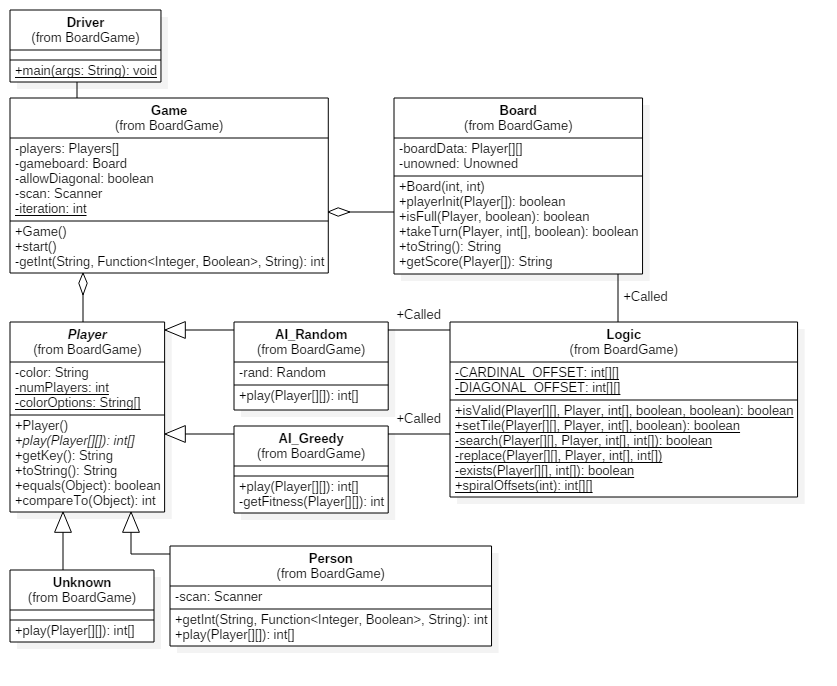 Driver
(from BoardGame)
+main(args: String): void
Game
(from BoardGame)
-players: Players[]
-gameboard: Board
-allowDiagonal: boolean
-scan: Scanner
-iteration: int
+Game()
+start()
-getInt(String, Function<Integer, Boolean>, String): int
Board
(from BoardGame)
-boardData: Player[][]
-unowned: Unowned
+Board(int, int)
+playerInit(Player[]): boolean
+isFull(Player, boolean): boolean
+takeTurn(Player, int[], boolean): boolean
+toString(): String
+getScore(Player[]): String
+Called
+Called
+Called
Player
(from BoardGame)
-color: String
-numPlayers: int
-colorOptions: String[]
+Player()
+play(Player[][]): int[]
+getKey(): String
+toString(): String
+equals(Object): boolean
+compareTo(Object): int
AI_Random
(from BoardGame)
-rand: Random
+play(Player[][]): int[]
AI_Greedy
(from BoardGame)
+play(Player[][]): int[]
-getFitness(Player[][]): int
Logic
(from BoardGame)
-CARDINAL_OFFSET: int[][]
-DIAGONAL_OFFSET: int[][]
+isValid(Player[][], Player, int[], boolean, boolean): boolean
+setTile(Player[][], Player, int[], boolean): boolean
-search(Player[][], Player, int[], int[]): boolean
-replace(Player[][], Player, int[], int[])
-exists(Player[][], int[]): boolean
+spiralOffsets(int): int[][]
Unknown
(from BoardGame)
+play(Player[][]): int[]
Person
(from BoardGame)
-scan: Scanner
+getInt(String, Function<Integer, Boolean>, String): int
+play(Player[][]): int[]